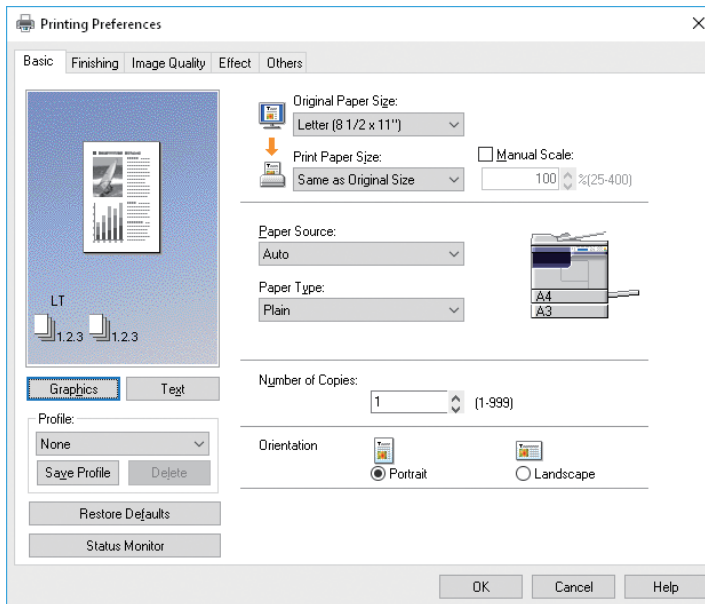 Printing Preferences
Basic
Finishing
Image Quality
Effect
Others
Original Paper Size:
Letter (8 1/2 x 11")
Print Paper Size:
Same as Original Size
Manual Scale:
100 %(25-400)
Paper Source:
Auto
Paper Type:
Plain
A4
A3
LT
1.2.3 1.2.3
Graphics
Text
Profile:
None
Save Profile
Delete
Restore Defaults
Status Monitor
Number of Copies:
1 (1-999)
Orientation
Portrait
Landscape
OK
Cancel
Help